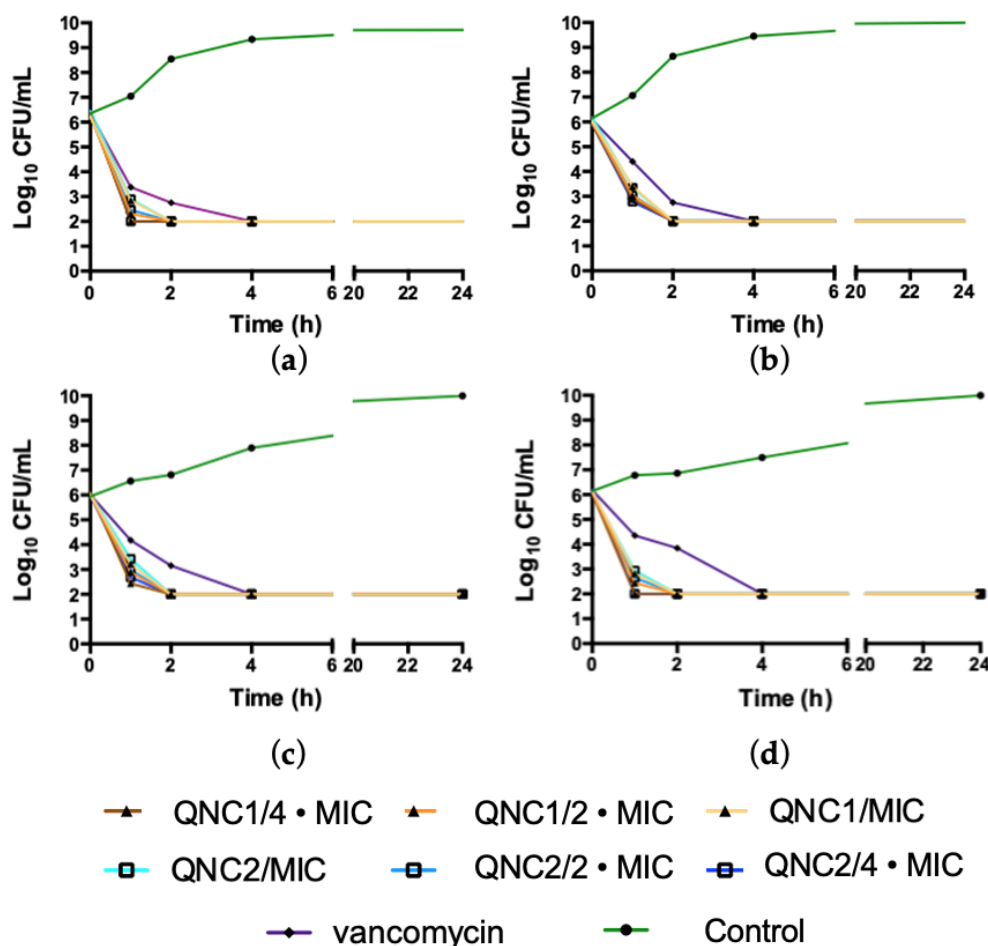 Log10 CFU/mL
10
9
8
7
6
5
4
3
2
1
0
0 2 4 6 20 22 24
Time (h)
(a)
Log10 CFU/mL
10
9
8
7
6
5
4
3
2
1
0
0 2 4 6 20 22 24
Time (h)
(b)
Log10 CFU/mL
10
9
8
7
6
5
4
3
2
1
0
0 2 4 6 20 22 24
Time (h)
(c)
Log10 CFU/mL
10
9
8
7
6
5
4
3
2
1
0
0 2 4 6 20 22 24
Time (h)
(d)
QNC1/4 • MIC QNC1/2 • MIC QNC1/MIC
QNC2/MIC QNC2/2 • MIC QNC2/4 • MIC
vancomycin Control